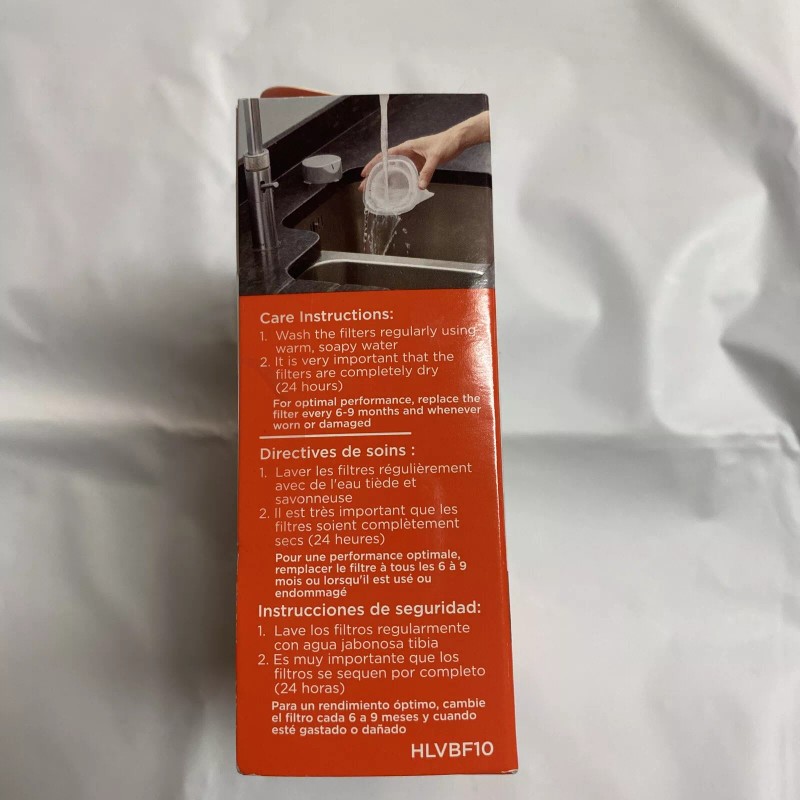 Care Instructions:
1. Wash the filters regularly using
warm, soapy water
2. It is very important that the
filters are completely dry
(24 hours)
For optimal performance, replace the
filter every 6-9 months and whenever
worn or damaged
Directives de soins :
1. Laver les filtres régulièrement
avec de l'eau tiède et
savonneuse
2. Il est très important que les
filtres soient complètement
secs (24 heures)
Pour une performance optimale,
remplacer le filtre à tous les 6 à 9
mois ou lorsqu'il est usé ou
endommagé
Instrucciones de seguridad:
1. Lave los filtros regularmente
con agua jabonosa tibia
2. Es muy importante que los
filtros se sequen por completo
(24 horas)
Para un rendimiento óptimo, cambie
el filtro cada 6 a 9 meses y cuando
esté gastado o dañado
HLVBF10